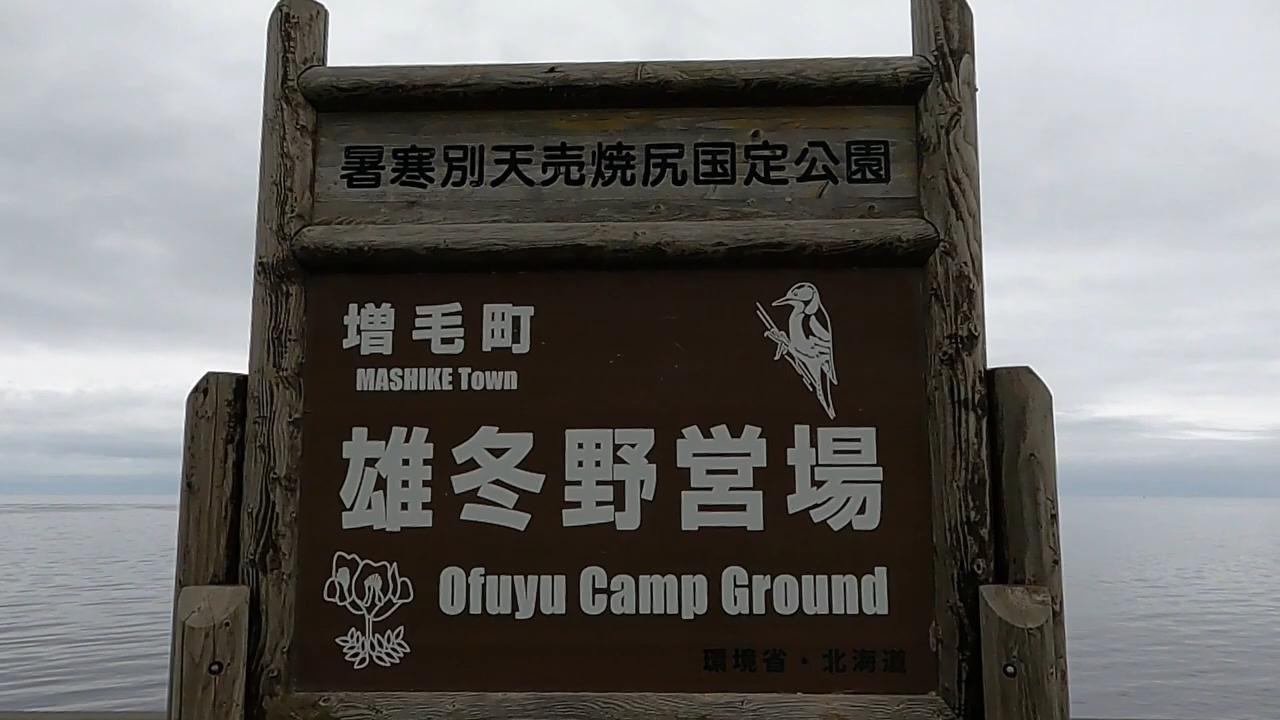 暑寒別天売焼尻国定公園
増毛町
MASHIKE Town
雄冬野営場
Ofuyu Camp Ground
環境省・北海道